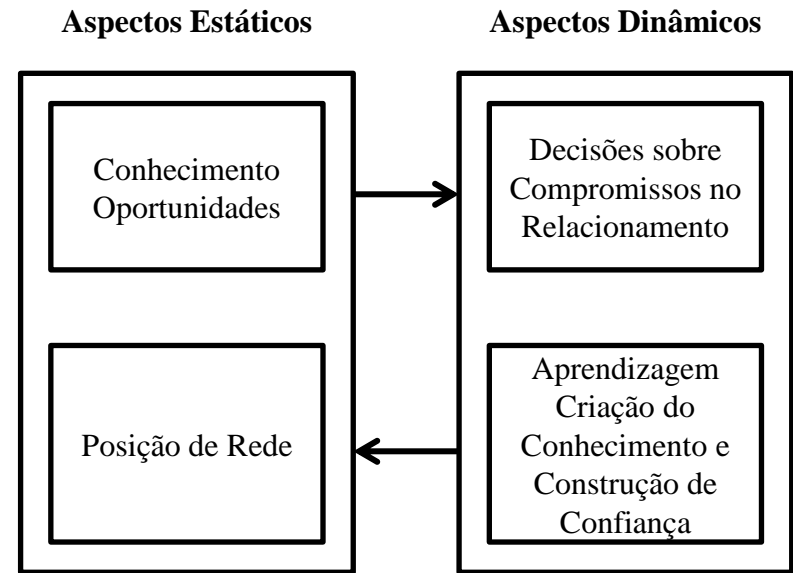 Aspectos Estáticos
Aspectos Dinâmicos
Conhecimento
Oportunidades
Decisões sobre
Compromissos no
Relacionamento
Posição de Rede
Aprendizagem
Criação do
Conhecimento e
Construção de
Confiança